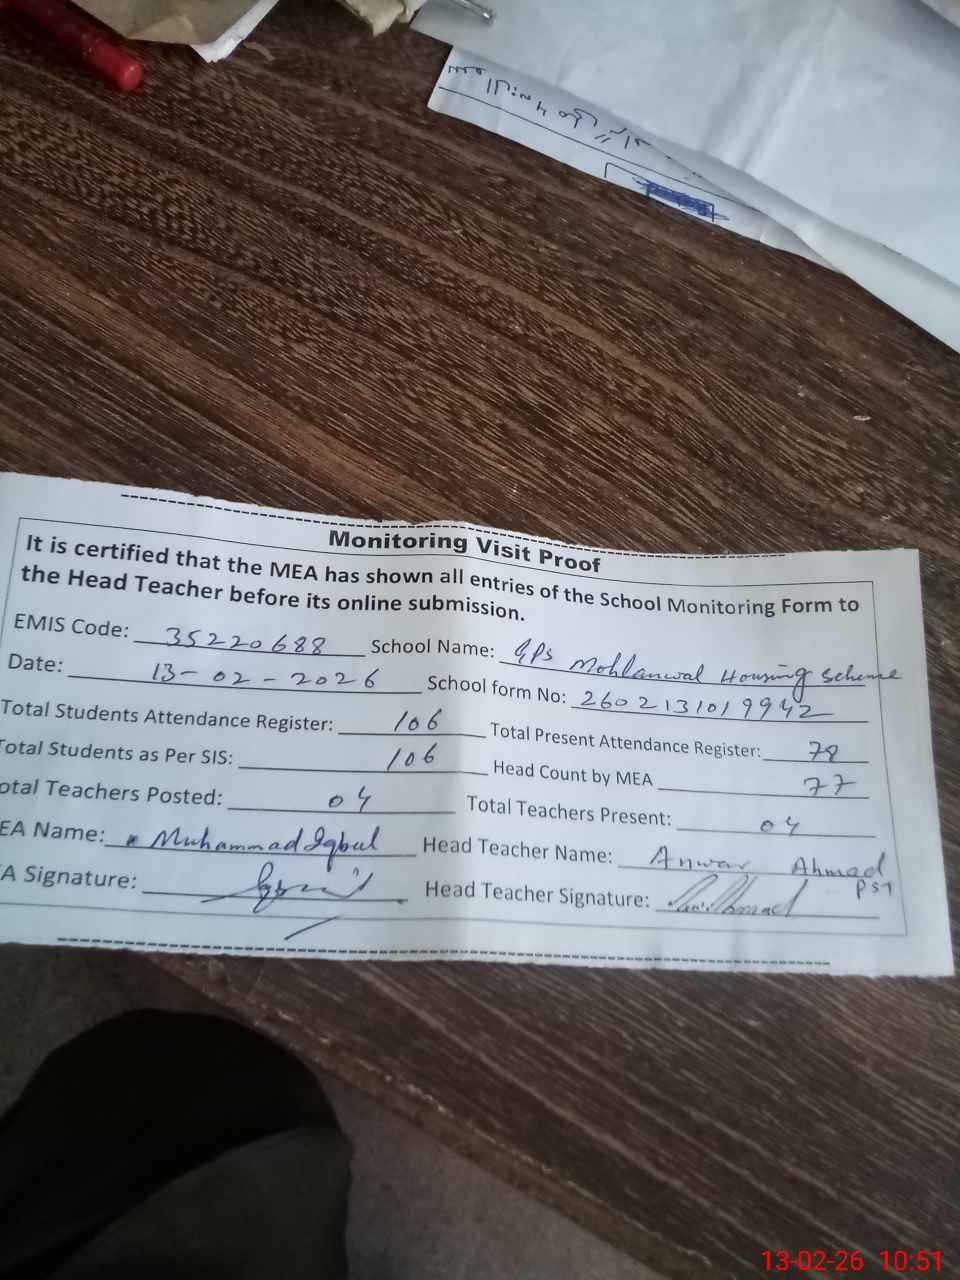 Monitoring Visit Proof
It is certified that the MEA has shown all entries of the School Monitoring Form to
the Head Teacher before its online submission.
EMIS Code: 35220688 School Name: GPS Mohlanwal Housing Scheme
Date: 13-02-2026 School form No: 2602131019942
Total Students Attendance Register: 106 Total Present Attendance Register: 78
Total Students as Per SIS: 106 Head Count by MEA 77
otal Teachers Posted: 04 Total Teachers Present: 04
EA Name: Muhammad Iqbal Head Teacher Name: Anwar Ahmad
PST
A Signature: Head Teacher Signature:
13-02-26 10:51